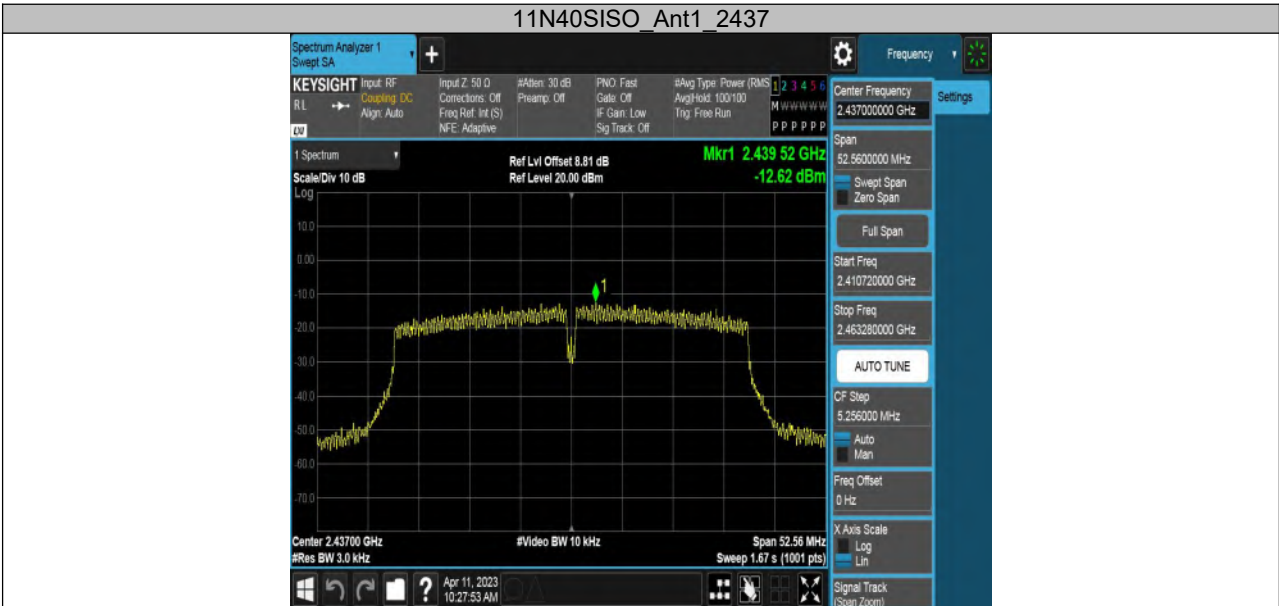 11N40SISO_Ant1_2437
Spectrum Analyzer 1
Swept SA
+
Frequency
KEYSIGHT
Input: RF
Coupling: DC
Align: Auto
RL
LXI
Input Z: 50 Ω
Corrections: Off
Freq Ref: Int (S)
NFE: Adaptive
#Atten: 30 dB
Preamp: Off
PNO: Fast
Gate: Off
IF Gain: Low
Sig Track: Off
#Avg Type: Power (RMS
Avg|Hold: 100/100
Trig: Free Run
1 2 3 4 5 6
M W W W W W
P P P P P P
Center Frequency
2.437000000 GHz
Settings
Span
52.5600000 MHz
Swept Span
Zero Span
Full Span
Start Freq
2.410720000 GHz
Stop Freq
2.463280000 GHz
AUTO TUNE
CF Step
5.256000 MHz
Auto
Man
Freq Offset
0 Hz
X Axis Scale
Log
Lin
Signal Track
(Span Zoom)
1 Spectrum
Scale/Div 10 dB
Log
Ref Lvl Offset 8.81 dB
Ref Level 20.00 dBm
Mkr1 2.439 52 GHz
-12.62 dBm
10.0
0.00
-10.0
-20.0
-30.0
-40.0
-50.0
-60.0
-70.0
1
Center 2.43700 GHz
#Res BW 3.0 kHz
#Video BW 10 kHz
Span 52.56 MHz
Sweep 1.67 s (1001 pts)
?
Apr 11, 2023
10:27:53 AM